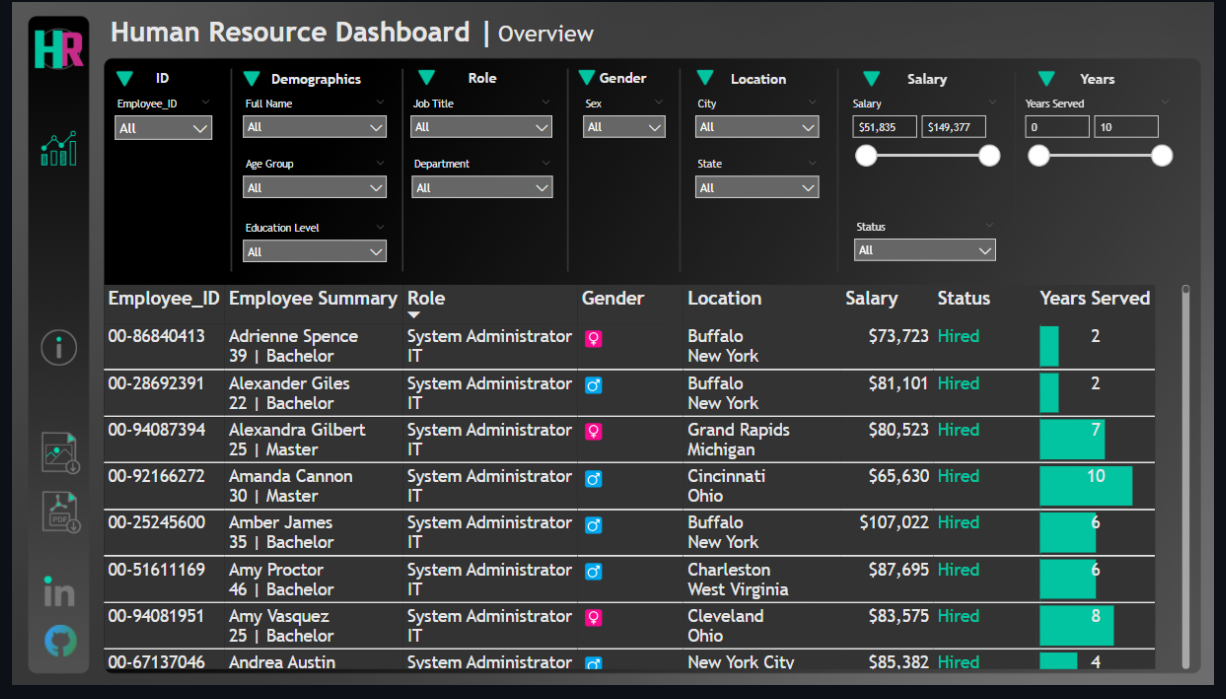 HR
Human Resource Dashboard | Overview
ID
Demographics
Role
Gender
Location
Salary
Years
Employee_ID
Full Name
Job Title
Sex
City
Salary
Years Served
All
All
All
All
All
$51,835
$149,377
0
10
Age Group
Department
State
All
All
All
Education Level
Status
All
All
Employee_ID Employee Summary Role Gender Location Salary Status Years Served
00-86840413 Adrienne Spence System Administrator Buffalo $73,723 Hired 2
39 | Bachelor IT New York
00-28692391 Alexander Giles System Administrator Buffalo $81,101 Hired 2
22 | Bachelor IT New York
00-94087394 Alexandra Gilbert System Administrator Grand Rapids $80,523 Hired 7
25 | Master IT Michigan
00-92166272 Amanda Cannon System Administrator Cincinnati $65,630 Hired 10
30 | Master IT Ohio
00-25245600 Amber James System Administrator Buffalo $107,022 Hired 6
35 | Bachelor IT New York
00-51611169 Amy Proctor System Administrator Charleston $87,695 Hired 6
46 | Bachelor IT West Virginia
00-94081951 Amy Vasquez System Administrator Cleveland $83,575 Hired 8
25 | Bachelor IT Ohio
00-67137046 Andrea Austin System Administrator New York City $85,382 Hired 4
PDF
in